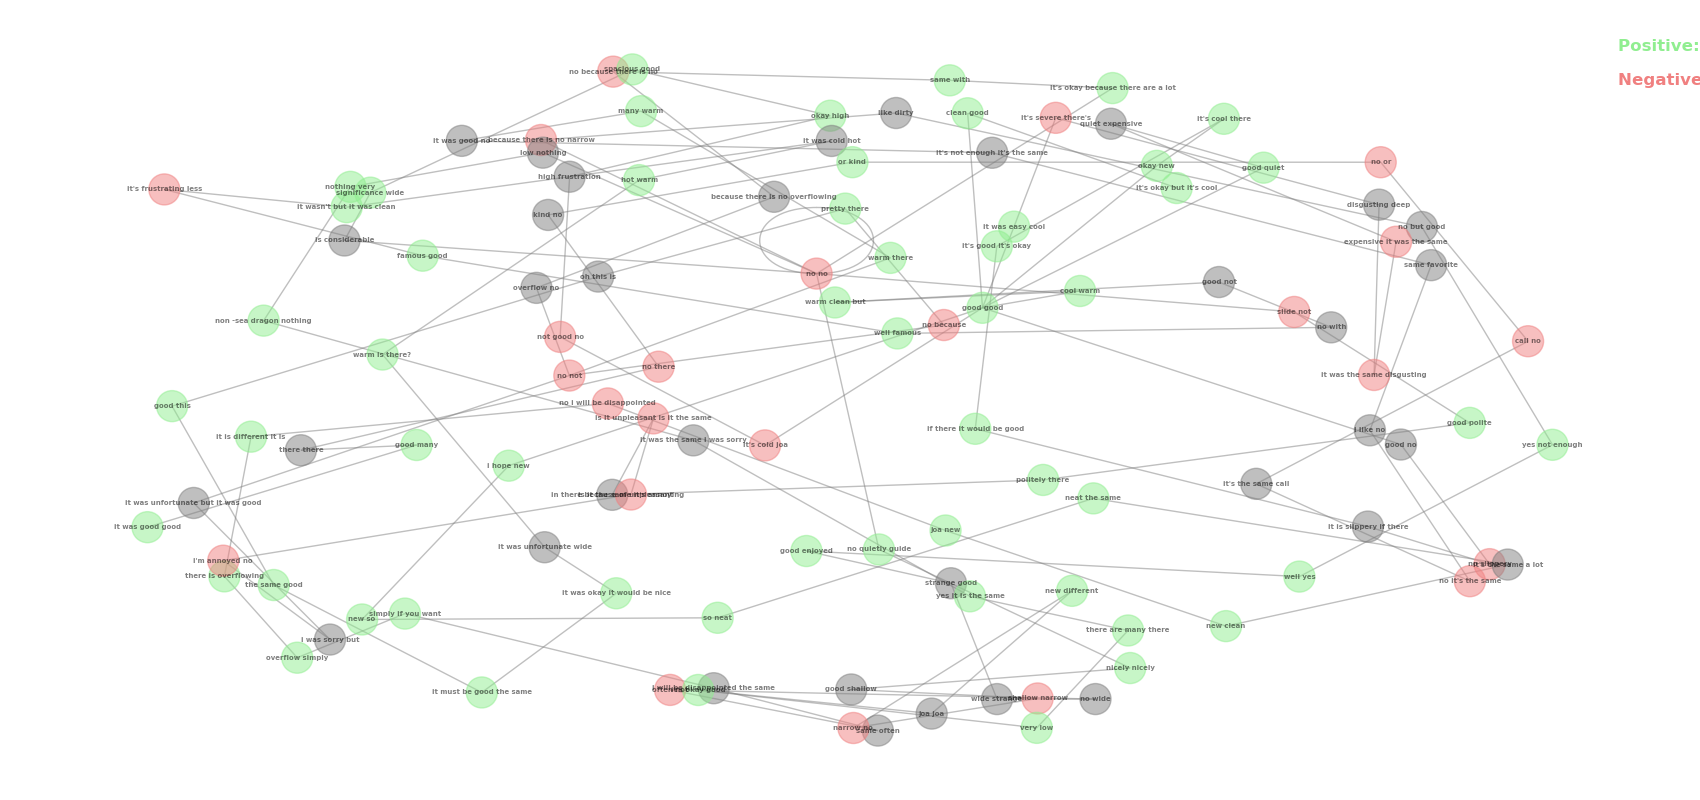 Positive:
Negative
no because there is no
spacious good
same with
it's okay because there are a lot
many warm
okay high
like dirty
clean good
it's severe there's
quiet expensive
it's cool there
it was good no
because there is no narrow
it was cold hot
low nothing
it's not enough it's the same
or kind
okay new
good quiet
no or
high frustration
not warm
it's okay but it's cool
it's frustrating less
nothing very
significance wide
it wasn't but it was clean
because there is no overflowing
disgusting deep
kind no
pretty there
it was easy cool
no but good
is considerable
expensive it was the same
it's good it's okay
famous good
warm there
same favorite
no no
oh this is
overflow no
good not
cool warm
warm clean but
good good
slide not
non -sea dragon nothing
no because
no with
well famous
not good no
call no
warm is there?
no there
no not
it was the same disgusting
no i will be disappointed
good this
is it unpleasant is it the same
good polite
if there it would be good
i like no
it is different it is
it was the same i was sorry
it's cold joa
good many
there there
good no
yes not enough
i hope new
politely there
it's the same call
neat the same
it was unfortunate but it was good
it was good good
it is slippery if there
joa new
it was unfortunate wide
good enjoyed
no quietly guide
i'm annoyed no
no slippery
there is overflowing
well yes
no it's the same
the same good
strange good
new different
it was okay it would be nice
yes it is the same
simply if you want
new so
so neat
new clean
there are many there
i was sorry but
overflow simply
nicely nicely
it must be good the same
i will be disappointed the same
good shallow
wide strange
shallow narrow
no wide
joa joa
narrow no
same often
very low